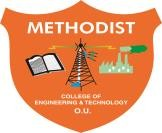 METHODIST
COLLEGE OF
ENGINEERING & TECHNOLOGY
O.U.